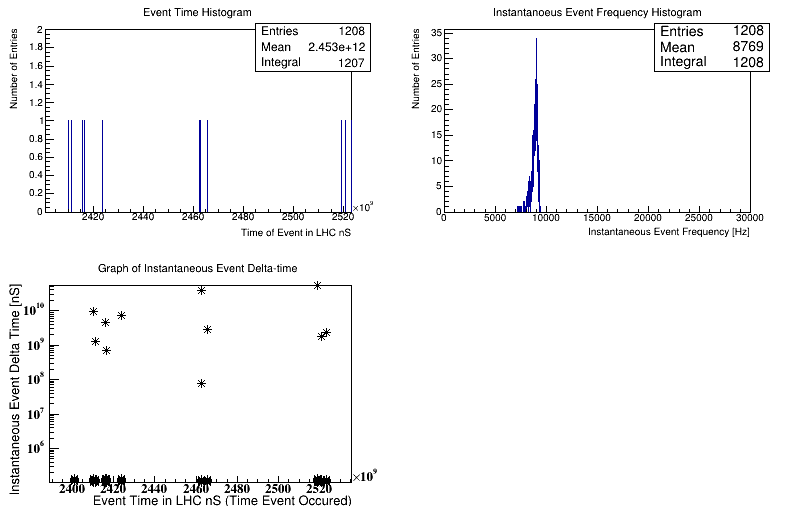 Event Time Histogram
Entries 1208
Mean 2.453e+12
Integral 1207
Number of Entries
2
1.8
1.6
1.4
1.2
1
0.8
0.6
0.4
0.2
0
2420 2440 2460 2480 2500 2520
×10⁹
Time of Event in LHC nS
Instantanoeus Event Frequency Histogram
Entries 1208
Mean 8769
Integral 1208
Number of Entries
35
30
25
20
15
10
5
0
0 5000 10000 15000 20000 25000 30000
Instantaneous Event Frequency [Hz]
Graph of Instantaneous Event Delta-time
Instantaneous Event Delta Time [nS]
10¹⁰
10⁹
10⁸
10⁷
10⁶
2400 2420 2440 2460 2480 2500 2520
×10⁹
Event Time in LHC nS (Time Event Occured)